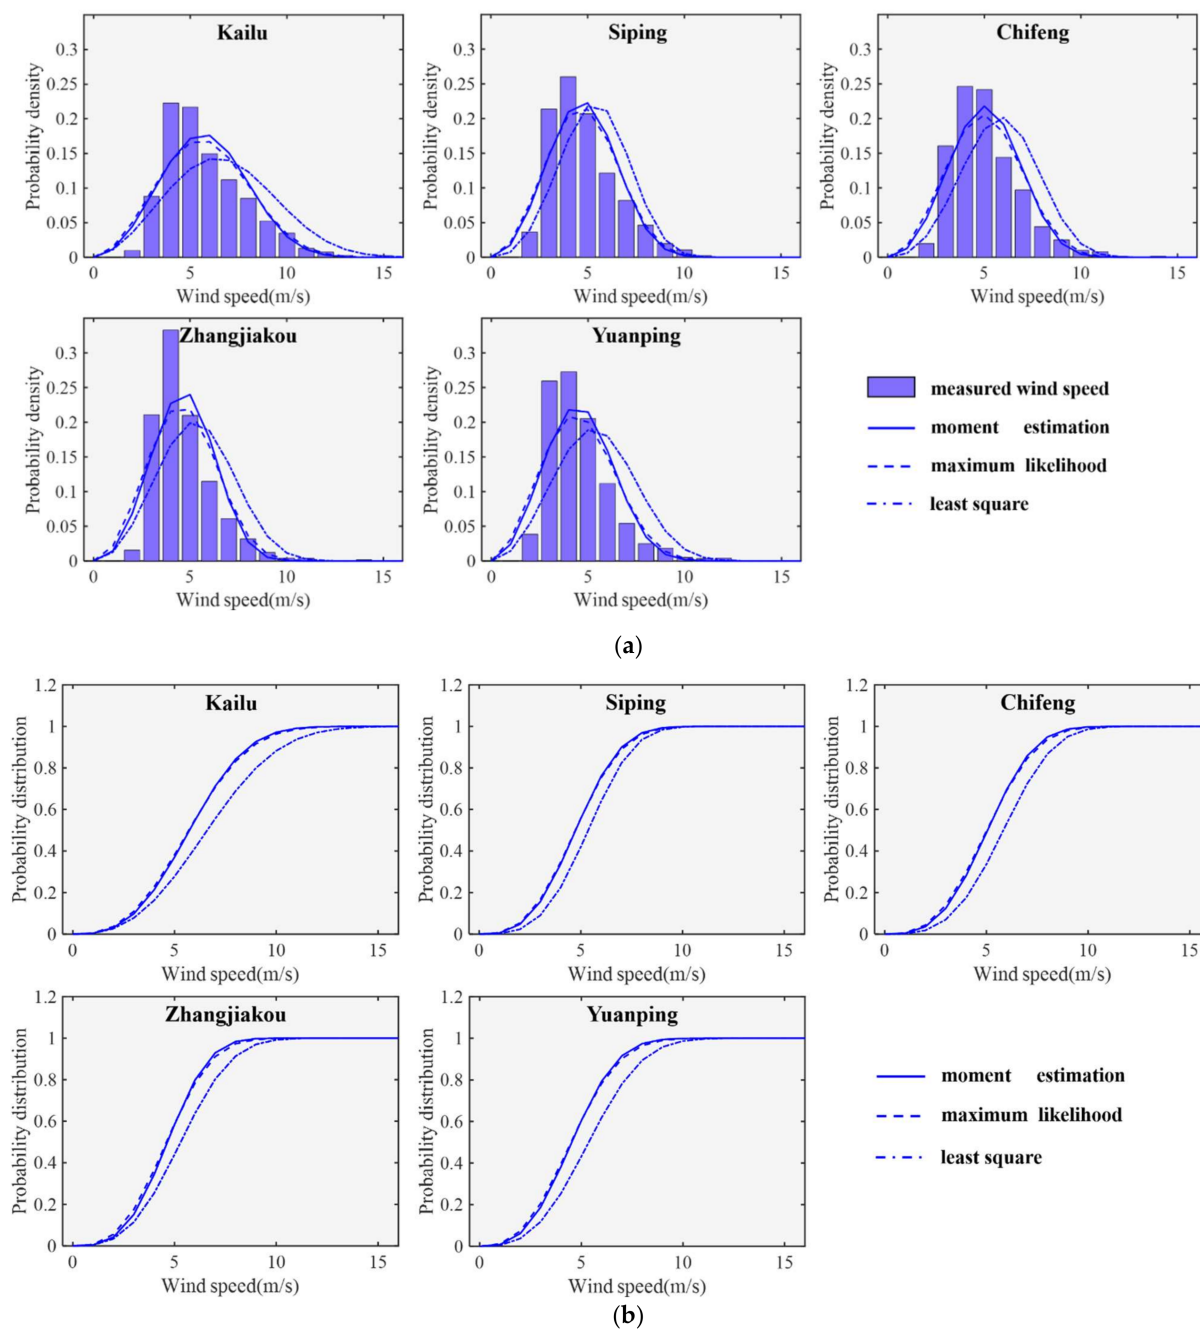 Kailu
0.3
0.25
0.2
0.15
0.1
0.05
0
0 5 10 15
Probability density
Wind speed(m/s)
Siping
0.3
0.25
0.2
0.15
0.1
0.05
0
0 5 10 15
Probability density
Wind speed(m/s)
Chifeng
0.3
0.25
0.2
0.15
0.1
0.05
0
0 5 10 15
Probability density
Wind speed(m/s)
Zhangjiakou
0.3
0.25
0.2
0.15
0.1
0.05
0
0 5 10 15
Probability density
Wind speed(m/s)
Yuanping
0.3
0.25
0.2
0.15
0.1
0.05
0
0 5 10 15
Probability density
Wind speed(m/s)
measured wind speed
moment estimation
maximum likelihood
least square
(a)
Kailu
1.2
1
0.8
0.6
0.4
0.2
0
0 5 10 15
Probability distribution
Wind speed(m/s)
Siping
1.2
1
0.8
0.6
0.4
0.2
0
0 5 10 15
Probability distribution
Wind speed(m/s)
Chifeng
1.2
1
0.8
0.6
0.4
0.2
0
0 5 10 15
Probability distribution
Wind speed(m/s)
Zhangjiakou
1.2
1
0.8
0.6
0.4
0.2
0
0 5 10 15
Probability distribution
Wind speed(m/s)
Yuanping
1.2
1
0.8
0.6
0.4
0.2
0
0 5 10 15
Probability distribution
Wind speed(m/s)
moment estimation
maximum likelihood
least square
(b)